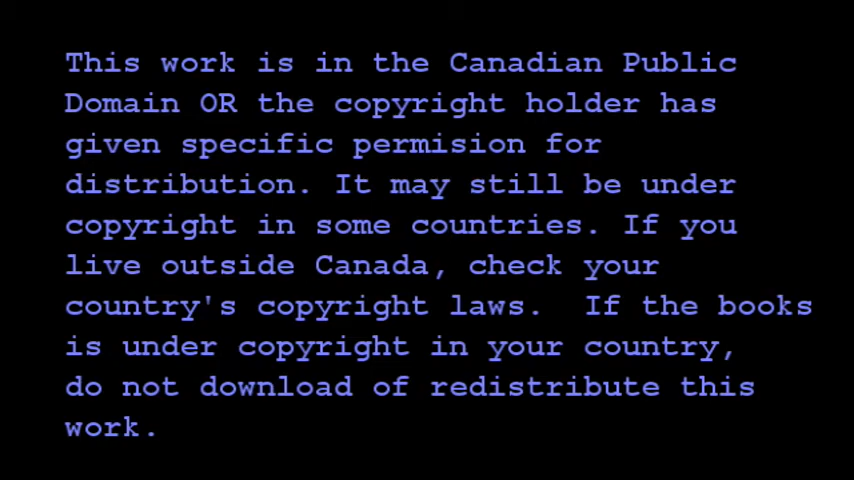 This work is in the Canadian Public
Domain OR the copyright holder has
given specific permision for
distribution. It may still be under
copyright in some countries. If you
live outside Canada, check your
country's copyright laws.  If the books
is under copyright in your country,
do not download of redistribute this
work.